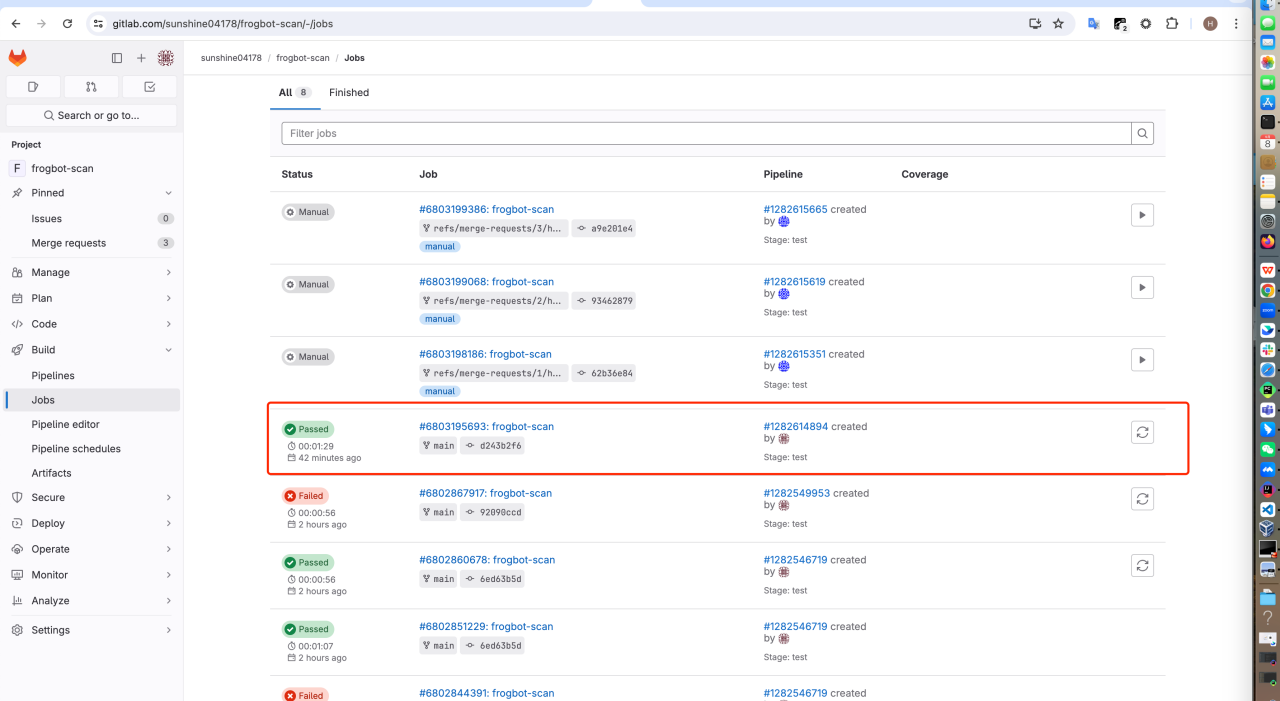 gitlab.com/sunshine04178/frogbot-scan/-/jobs
2
H
sunshine04178 / frogbot-scan / Jobs
Search or go to...
Project
F frogbot-scan
Pinned
Issues 0
Merge requests 3
Manage
Plan
Code
Build
Pipelines
Jobs
Pipeline editor
Pipeline schedules
Artifacts
Secure
Deploy
Operate
Monitor
Analyze
Settings
All 8 Finished
Filter jobs
Status Job Pipeline Coverage
Manual #6803199386: frogbot-scan #1282615665 created
refs/merge-requests/3/h... a9e201e4 by
manual Stage: test
Manual #6803199068: frogbot-scan #1282615619 created
refs/merge-requests/2/h... 93462879 by
manual Stage: test
Manual #6803198186: frogbot-scan #1282615351 created
refs/merge-requests/1/h... 62b36e84 by
manual Stage: test
Passed #6803195693: frogbot-scan #1282614894 created
00:01:29 main d243b2f6 by
42 minutes ago Stage: test
Failed #6802867917: frogbot-scan #1282549953 created
00:00:56 main 92090ccd by
2 hours ago Stage: test
Passed #6802860678: frogbot-scan #1282546719 created
00:00:56 main 6ed63b5d by
2 hours ago Stage: test
Passed #6802851229: frogbot-scan #1282546719 created
00:01:07 main 6ed63b5d by
2 hours ago Stage: test
Failed #6802844391: frogbot-scan #1282546719 created
8
zoom